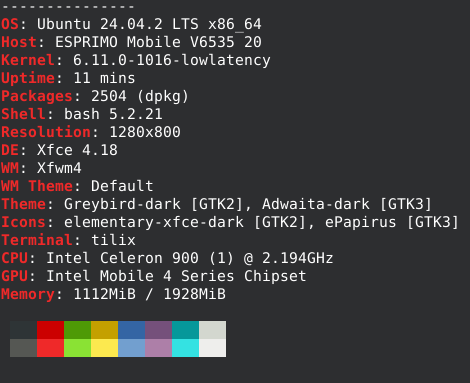 ---------------
OS: Ubuntu 24.04.2 LTS x86_64
Host: ESPRIMO Mobile V6535 20
Kernel: 6.11.0-1016-lowlatency
Uptime: 11 mins
Packages: 2504 (dpkg)
Shell: bash 5.2.21
Resolution: 1280x800
DE: Xfce 4.18
WM: Xfwm4
WM Theme: Default
Theme: Greybird-dark [GTK2], Adwaita-dark [GTK3]
Icons: elementary-xfce-dark [GTK2], ePapirus [GTK3]
Terminal: tilix
CPU: Intel Celeron 900 (1) @ 2.194GHz
GPU: Intel Mobile 4 Series Chipset
Memory: 1112MiB / 1928MiB